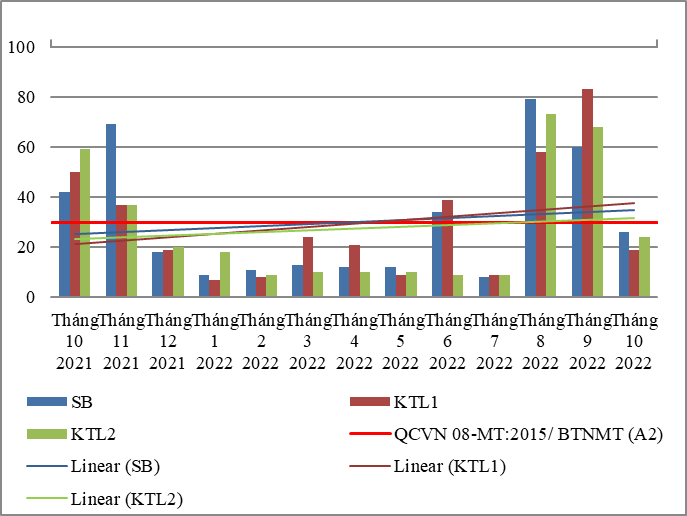 100
80
60
40
20
0
Tháng Tháng Tháng Tháng Tháng Tháng Tháng Tháng Tháng Tháng Tháng Tháng Tháng
10 11 12 1 2 3 4 5 6 7 8 9 10
2021 2021 2021 2022 2022 2022 2022 2022 2022 2022 2022 2022 2022
SB KTL1
KTL2 QCVN 08-MT:2015/ BTNMT (A2)
Linear (SB) Linear (KTL1)
Linear (KTL2)